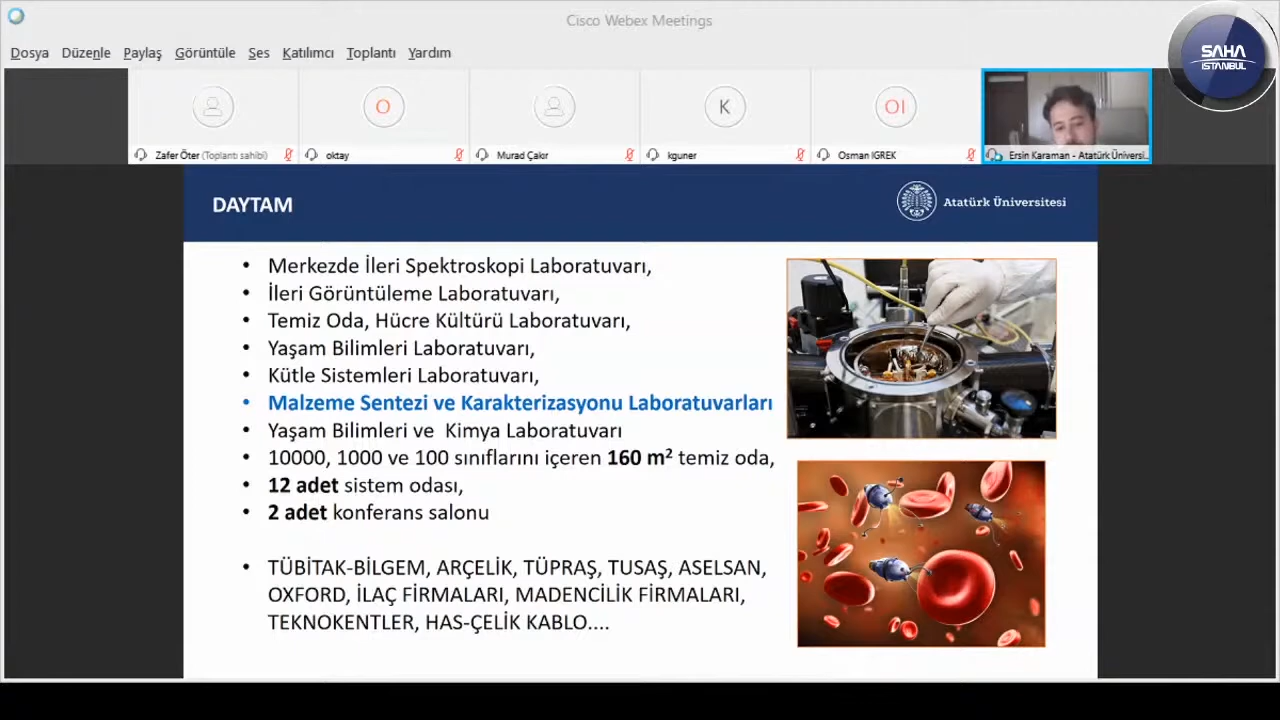 Cisco Webex Meetings
SAHA
İSTANBUL
Dosya Düzenle Paylaş Görüntüle Ses Katılımcı Toplantı Yardım
O
K
OI
Zafer Öter (Toplantı sahibi)
oktay
Murad Çakır
kguner
Osman IGREK
Ersin Karaman - Atatürk Üniversi...
DAYTAM
Atatürk Üniversitesi
• Merkezde İleri Spektroskopi Laboratuvarı,
• İleri Görüntüleme Laboratuvarı,
• Temiz Oda, Hücre Kültürü Laboratuvarı,
• Yaşam Bilimleri Laboratuvarı,
• Kütle Sistemleri Laboratuvarı,
• Malzeme Sentezi ve Karakterizasyonu Laboratuvarları
• Yaşam Bilimleri ve Kimya Laboratuvarı
• 10000, 1000 ve 100 sınıflarını içeren 160 m² temiz oda,
• 12 adet sistem odası,
• 2 adet konferans salonu
• TÜBİTAK-BİLGEM, ARÇELİK, TÜPRAŞ, TUSAŞ, ASELSAN,
OXFORD, İLAÇ FİRMALARI, MADENCİLİK FİRMALARI,
TEKNOKENTLER, HAS-ÇELİK KABLO....